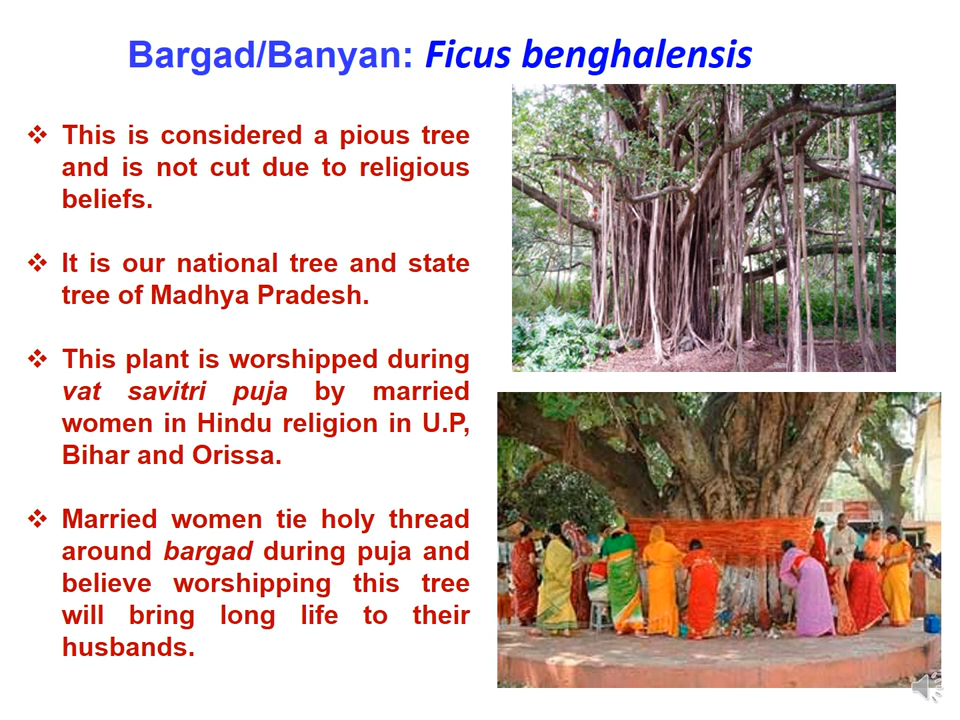 Bargad/Banyan: Ficus benghalensis
❖ This is considered a pious tree
and is not cut due to religious
beliefs.
❖ It is our national tree and state
tree of Madhya Pradesh.
❖ This plant is worshipped during
vat savitri puja by married
women in Hindu religion in U.P,
Bihar and Orissa.
❖ Married women tie holy thread
around bargad during puja and
believe worshipping this tree
will bring long life to their
husbands.